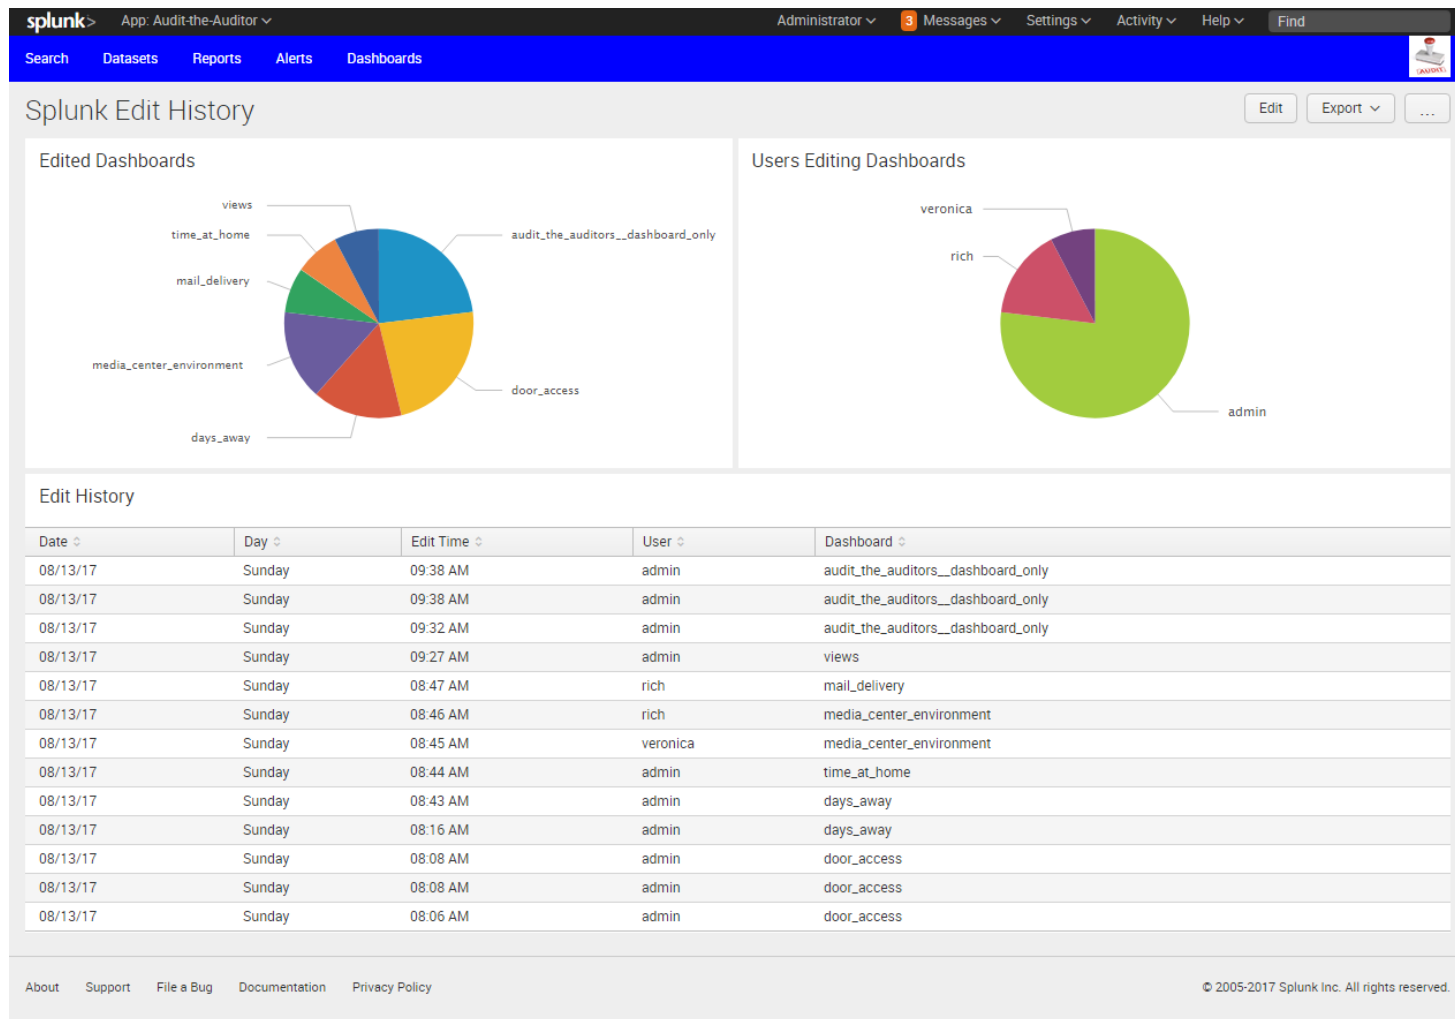 splunk> App: Audit-the-Auditor Administrator 3 Messages Settings Activity Help Find
Search Datasets Reports Alerts Dashboards
AUDIT
Splunk Edit History Edit Export ...
Edited Dashboards
views
time_at_home
audit_the_auditors__dashboard_only
mail_delivery
media_center_environment
door_access
days_away
Users Editing Dashboards
veronica
rich
admin
Edit History
Date Day Edit Time User Dashboard
08/13/17 Sunday 09:38 AM admin audit_the_auditors__dashboard_only
08/13/17 Sunday 09:38 AM admin audit_the_auditors__dashboard_only
08/13/17 Sunday 09:32 AM admin audit_the_auditors__dashboard_only
08/13/17 Sunday 09:27 AM admin views
08/13/17 Sunday 08:47 AM rich mail_delivery
08/13/17 Sunday 08:46 AM rich media_center_environment
08/13/17 Sunday 08:45 AM veronica media_center_environment
08/13/17 Sunday 08:44 AM admin time_at_home
08/13/17 Sunday 08:43 AM admin days_away
08/13/17 Sunday 08:16 AM admin days_away
08/13/17 Sunday 08:08 AM admin door_access
08/13/17 Sunday 08:08 AM admin door_access
08/13/17 Sunday 08:06 AM admin door_access
About Support File a Bug Documentation Privacy Policy © 2005-2017 Splunk Inc. All rights reserved.